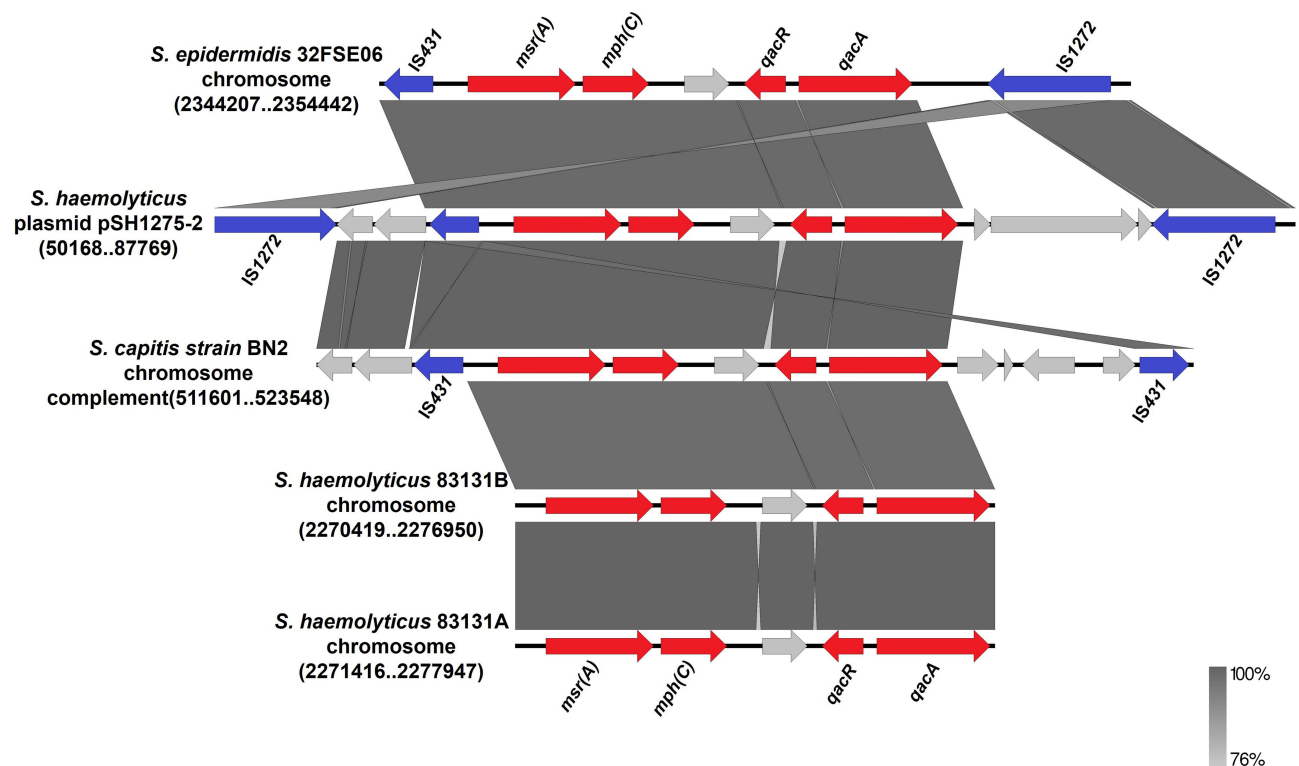 IS431
msr(A)
mph(C)
qacR
qacA
IS1272
S. epidermidis 32FSE06
chromosome
(2344207..2354442)
S. haemolyticus
plasmid pSH1275-2
(50168..87769)
IS1272
IS1272
S. capitis strain BN2
chromosome
complement(511601..523548)
IS431
IS431
S. haemolyticus 83131B
chromosome
(2270419..2276950)
S. haemolyticus 83131A
chromosome
(2271416..2277947)
msr(A)
mph(C)
qacR
qacA
100%
76%